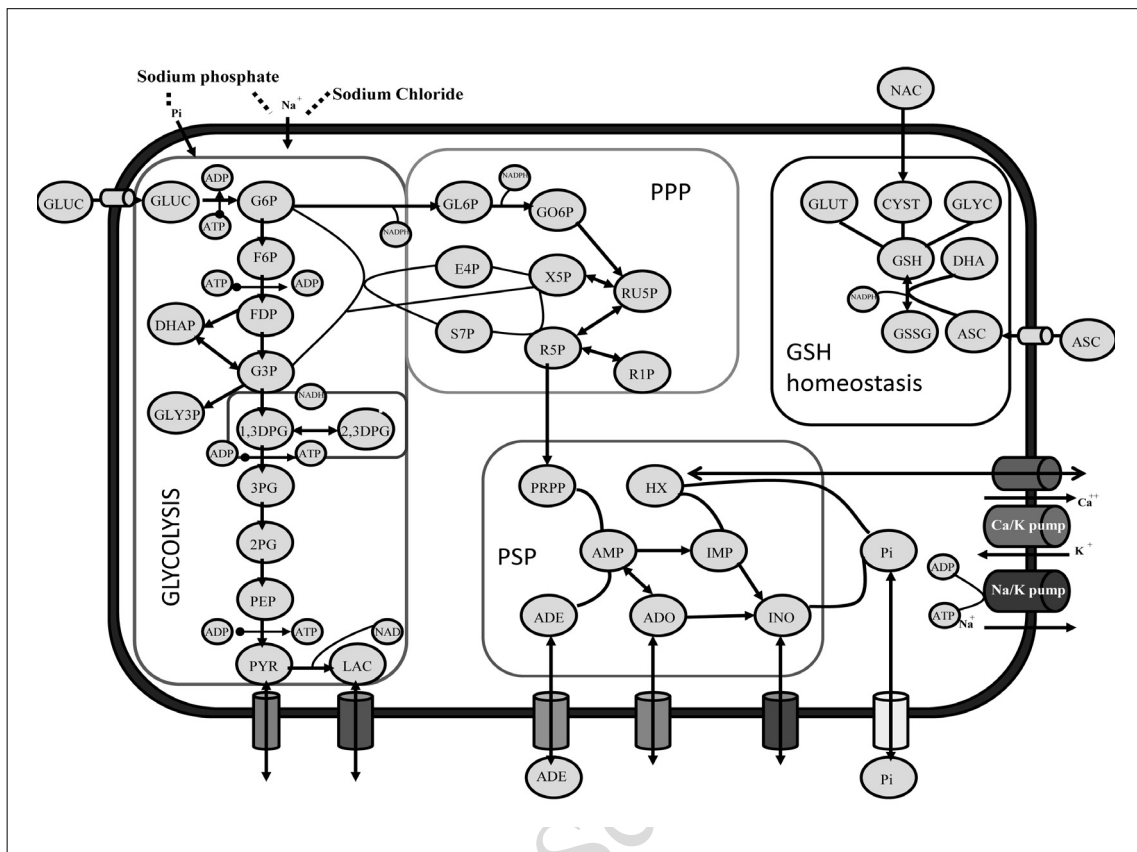 Sodium phosphate
Na+
Sodium Chloride
Pi
NAC
GLUC
GLUC
ADP
ATP
G6P
NADPH
GL6P
NADPH
GO6P
PPP
GLUT
CYST
GLYC
F6P
E4P
X5P
RU5P
GSH
DHA
ATP
ADP
NADPH
DHAP
FDP
S7P
R5P
GSSG
ASC
ASC
G3P
R1P
GSH
homeostasis
GLY3P
NADH
1,3DPG
2,3DPG
ADP
ATP
3PG
PRPP
HX
Ca++
Ca/K pump
GLYCOLYSIS
2PG
PSP
AMP
IMP
Pi
K+
ADP
Na/K pump
ATP
Na+
PEP
ADE
ADO
INO
ADP
ATP
NAD
PYR
LAC
ADE
Pi